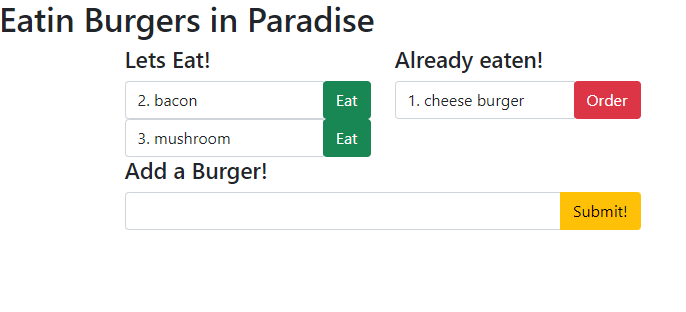 Eatin Burgers in Paradise
Lets Eat!
2. bacon Eat
3. mushroom Eat
Already eaten!
1. cheese burger Order
Add a Burger!
Submit!